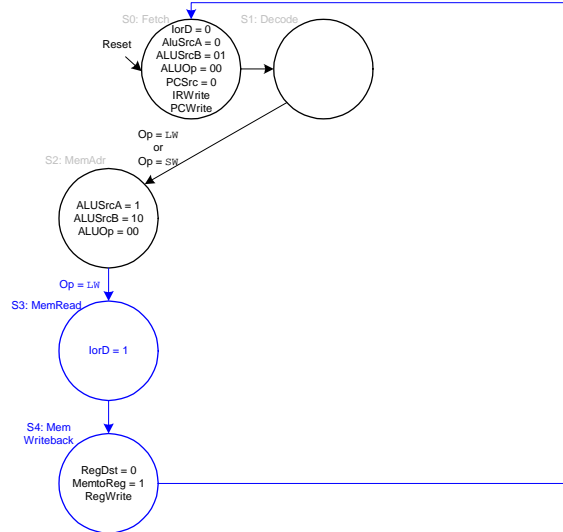 S0: Fetch
S1: Decode
Reset
IorD = 0
AluSrcA = 0
ALUSrcB = 01
ALUOp = 00
PCSrc = 0
IRWrite
PCWrite
Op = LW
or
Op = SW
S2: MemAdr
ALUSrcA = 1
ALUSrcB = 10
ALUOp = 00
Op = LW
S3: MemRead
IorD = 1
S4: Mem
Writeback
RegDst = 0
MemtoReg = 1
RegWrite